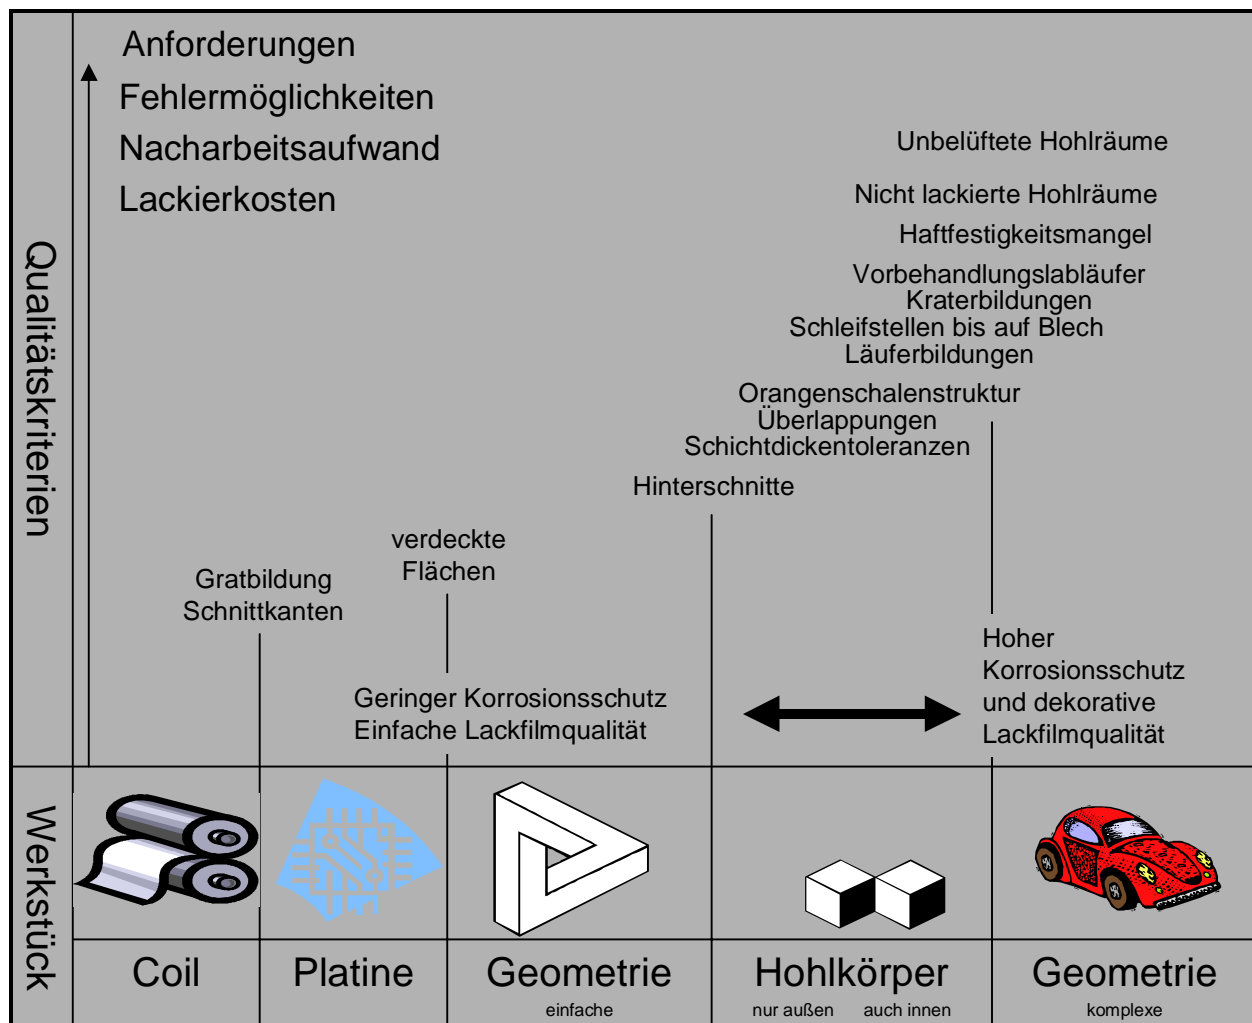 Anforderungen
Fehlermöglichkeiten
Nacharbeitsaufwand
Lackierkosten
Unbelüftete Hohlräume
Nicht lackierte Hohlräume
Haftfestigkeitsmangel
Vorbehandlungslabläufer
Kraterbildungen
Schleifstellen bis auf Blech
Läuferbildungen
Orangenschalenstruktur
Überlappungen
Schichtdickentoleranzen
Hinterschnitte
verdeckte
Flächen
Gratbildung
Schnittkanten
Geringer Korrosionsschutz
Einfache Lackfilmqualität
Hoher
Korrosionsschutz
und dekorative
Lackfilmqualität
Qualitätskriterien
Werkstück
Coil
Platine
Geometrie
einfache
Hohlkörper
nur außen auch innen
Geometrie
komplexe